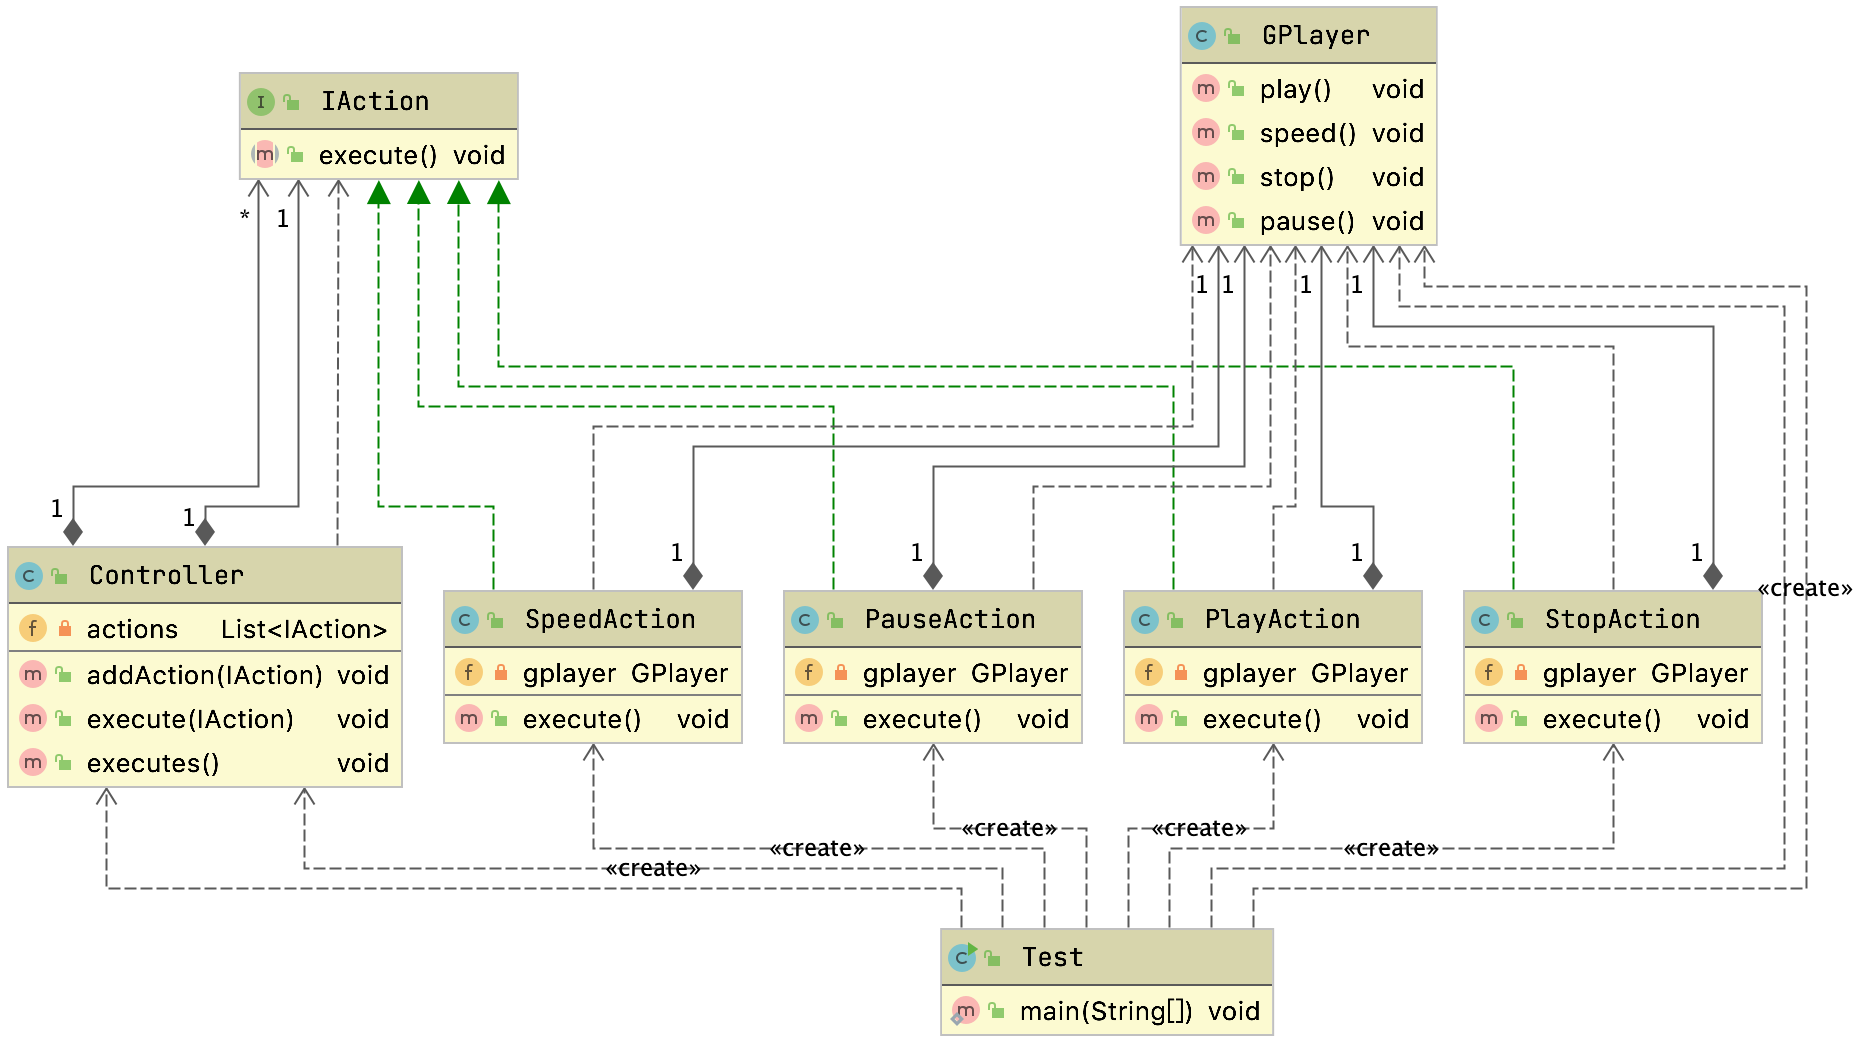 GPlayer
play() void
speed() void
stop() void
pause() void
IAction
execute() void
* 1
1 1 1 1
1 1
Controller
actions List<IAction>
addAction(IAction) void
execute(IAction) void
executes() void
1
SpeedAction
gplayer GPlayer
execute() void
1
PauseAction
gplayer GPlayer
execute() void
1
PlayAction
gplayer GPlayer
execute() void
1
StopAction
gplayer GPlayer
execute() void
«create»
«create» «create»
«create» «create»
«create»
Test
main(String[]) void
C
C
C
C
C
C
C
I
m
m
m
m
m
m
m
m
m
m
m
m
m
f
f
f
f
f